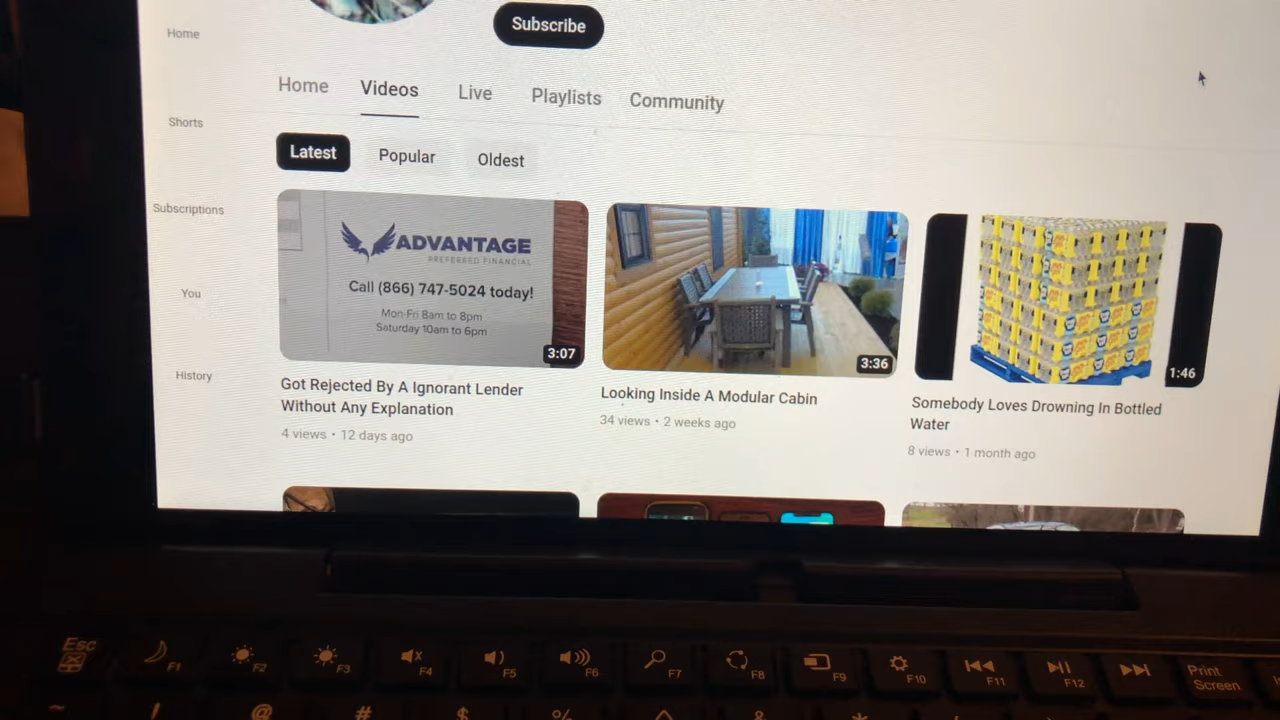 Subscribe
Home
Home
Videos
Live
Playlists
Community
Shorts
Latest
Popular
Oldest
Subscriptions
ADVANTAGE
PREFERRED FINANCIAL
Call (866) 747-5024 today!
Mon-Fri 8am to 8pm
Saturday 10am to 6pm
3:07
3:36
1:46
You
History
Got Rejected By A Ignorant Lender
Without Any Explanation
4 views • 12 days ago
Looking Inside A Modular Cabin
34 views • 2 weeks ago
Somebody Loves Drowning In Bottled
Water
8 views • 1 month ago
Esc
F1
F2
F3
F4
F5
F6
F7
F8
F9
F10
F11
F12
Print
Screen
~
!
@
#
$
%